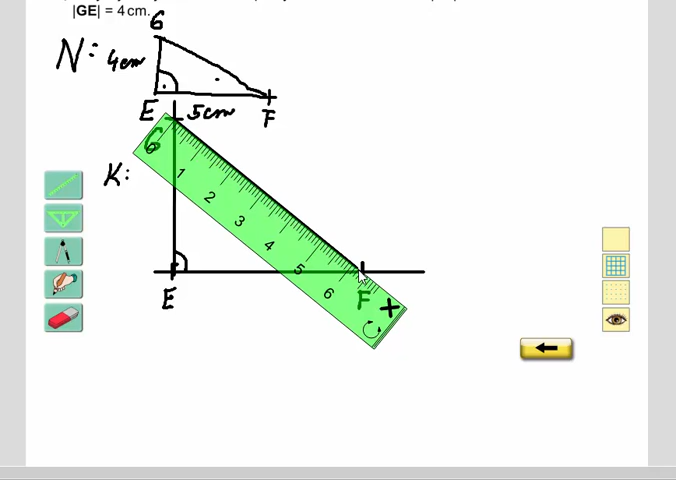 |GE| = 4 cm.
G
N: 4cm
E 5cm F
G
K:
1 2 3 4 5 6
E F